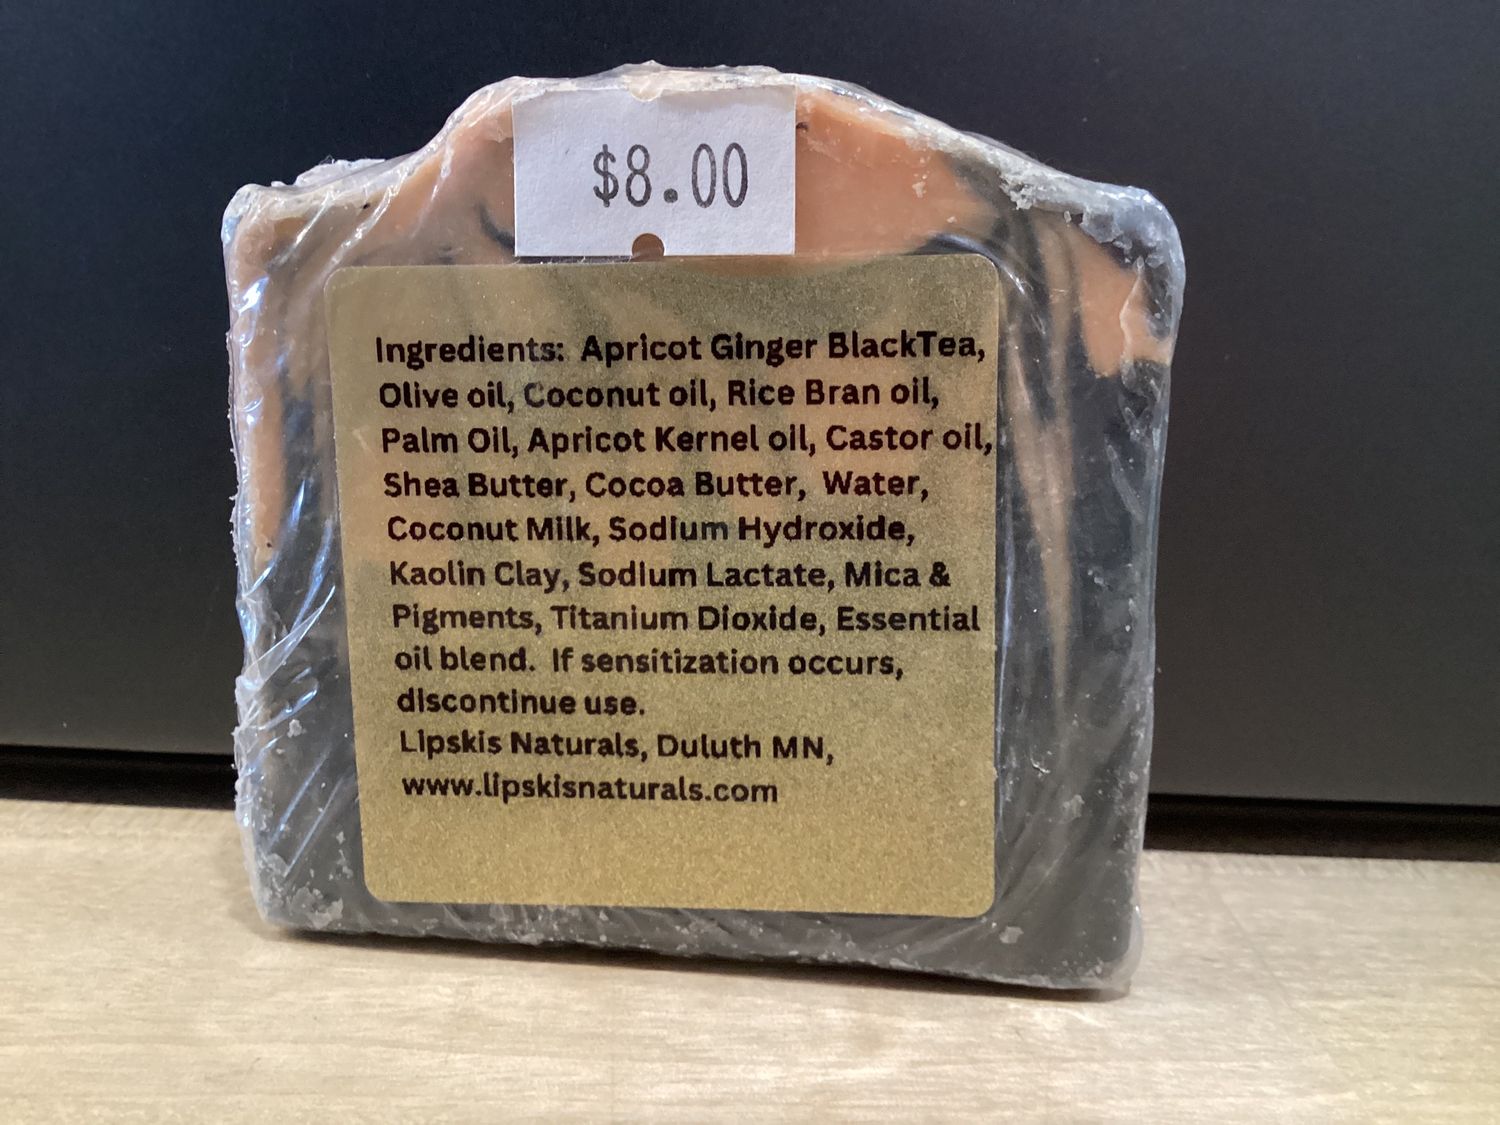 $8.00
Ingredients: Apricot Ginger BlackTea,
Olive oil, Coconut oil, Rice Bran oil,
Palm Oil, Apricot Kernel oil, Castor oil,
Shea Butter, Cocoa Butter, Water,
Coconut Milk, Sodium Hydroxide,
Kaolin Clay, Sodium Lactate, Mica &
Pigments, Titanium Dioxide, Essential
oil blend. If sensitization occurs,
discontinue use.
Lipskis Naturals, Duluth MN,
www.lipskisnaturals.com